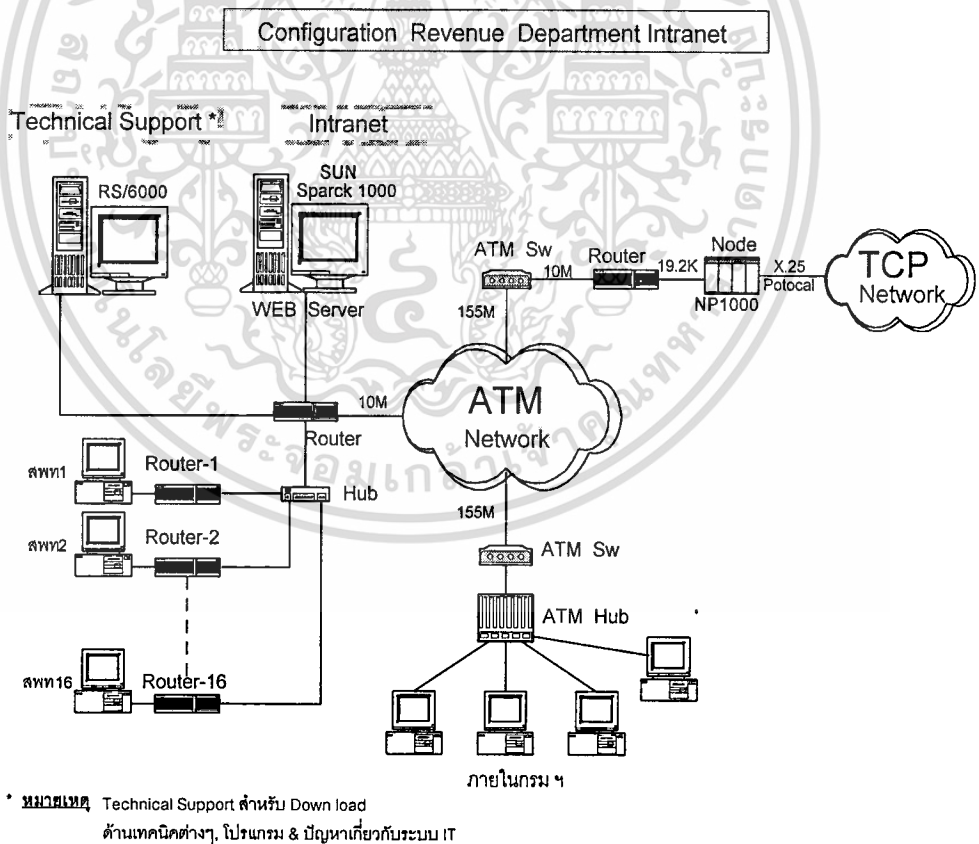 Configuration Revenue Department Intranet
Technical Support *
Intranet
RS/6000
SUN
Sparck 1000
WEB Server
ATM Sw
10M
Router
19.2K
Node
NP1000
X.25
Potocal
TCP
Network
155M
10M
ATM
Network
Router
สพท1
Router-1
Hub
155M
สพท2
Router-2
ATM Sw
ATM Hub
สพท16
Router-16
ภายในกรม ฯ
* หมายเหตุ Technical Support สำหรับ Down load
ด้านเทคนิคต่างๆ, โปรแกรม & ปัญหาเกี่ยวกับระบบ IT